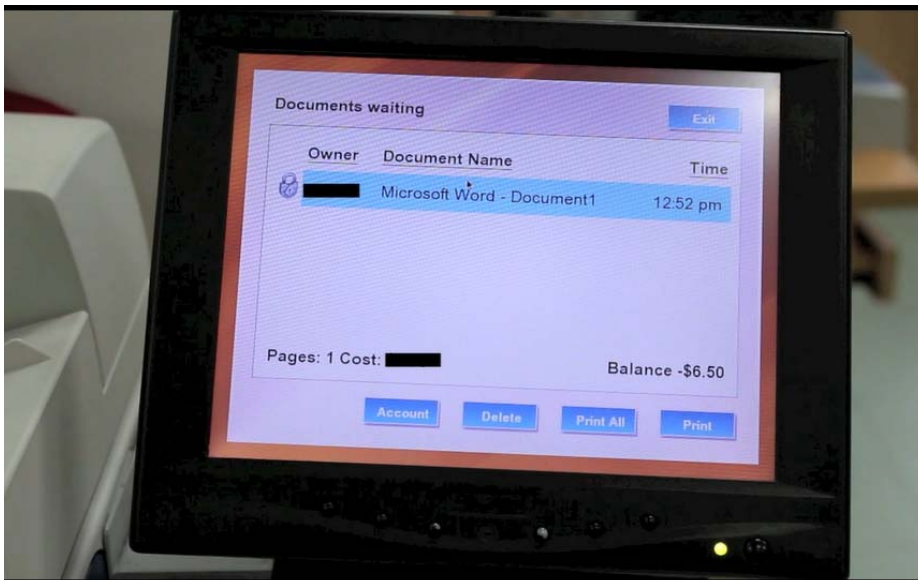 Documents waiting
Exit
Owner Document Name Time
Microsoft Word - Document1 12:52 pm
Pages: 1 Cost:
Balance -$6.50
Account Delete Print All Print